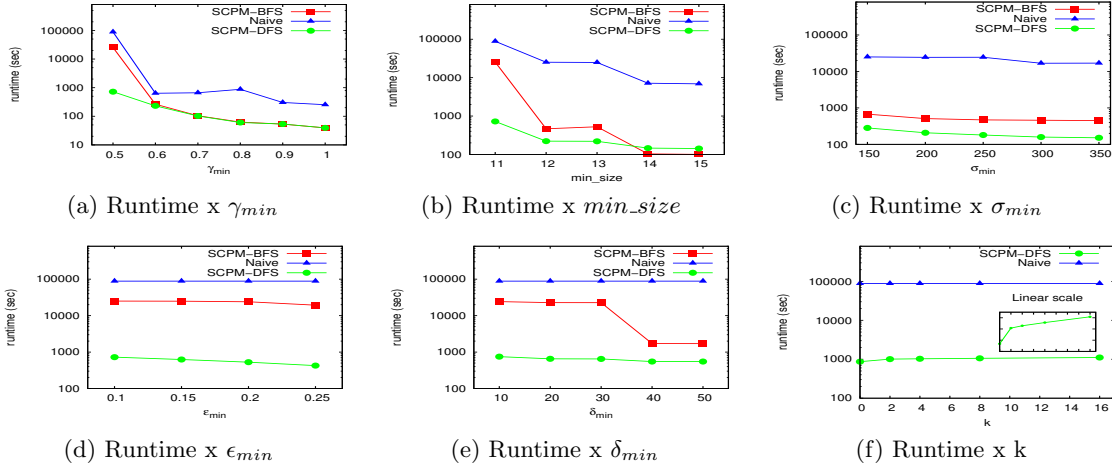 SCPM-BFS
Naive
SCPM-DFS
100000
10000
1000
100
10
runtime (sec)
0.5 0.6 0.7 0.8 0.9 1
γmin
(a) Runtime x γmin
SCPM-BFS
Naive
SCPM-DFS
100000
10000
1000
100
runtime (sec)
11 12 13 14 15
min_size
(b) Runtime x min_size
SCPM-BFS
Naive
SCPM-DFS
100000
10000
1000
100
runtime (sec)
150 200 250 300 350
σmin
(c) Runtime x σmin
SCPM-BFS
Naive
SCPM-DFS
100000
10000
1000
100
runtime (sec)
0.1 0.15 0.2 0.25
εmin
(d) Runtime x ϵmin
SCPM-BFS
Naive
SCPM-DFS
100000
10000
1000
100
runtime (sec)
10 20 30 40 50
δmin
(e) Runtime x δmin
SCPM-DFS
Naive
100000
10000
1000
100
runtime (sec)
Linear scale
0 2 4 6 8 10 12 14 16
k
(f) Runtime x k